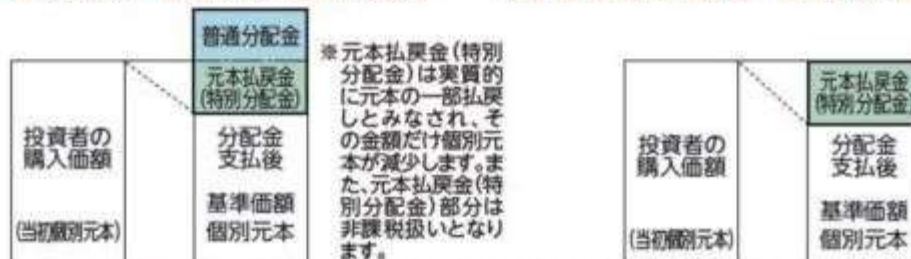 普通分配金
元本払戻金
(特別分配金)
投資者の
購入価額
(当初個別元本)
分配金
支払後
基準価額
個別元本
※元本払戻金(特別
分配金)は実質的
に元本の一部払戻
しとみなされ、そ
の金額だけ個別元
本が減少します。ま
た、元本払戻金(特
別分配金)部分は
非課税扱いとなり
ます。
投資者の
購入価額
(当初個別元本)
元本払戻金
(特別分配金
分配金
支払後
基準価額
個別元本